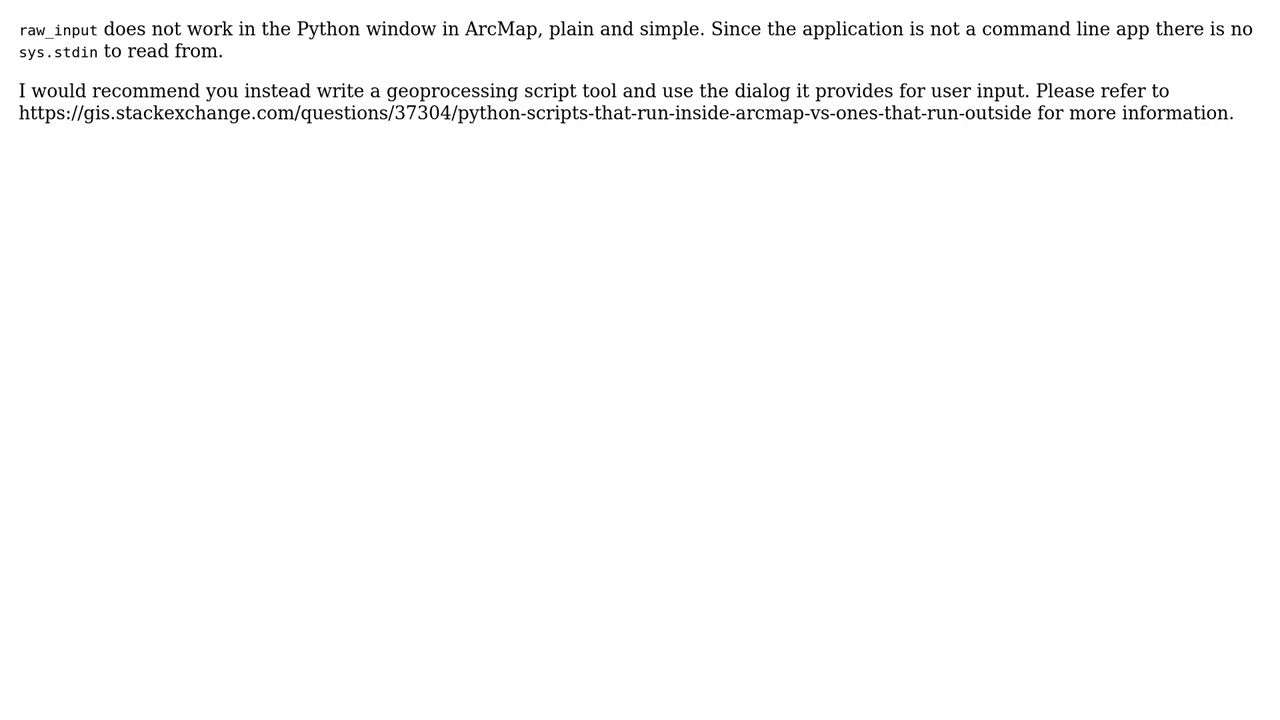 raw_input does not work in the Python window in ArcMap, plain and simple. Since the application is not a command line app there is no
sys.stdin to read from.
I would recommend you instead write a geoprocessing script tool and use the dialog it provides for user input. Please refer to
https://gis.stackexchange.com/questions/37304/python-scripts-that-run-inside-arcmap-vs-ones-that-run-outside for more information.